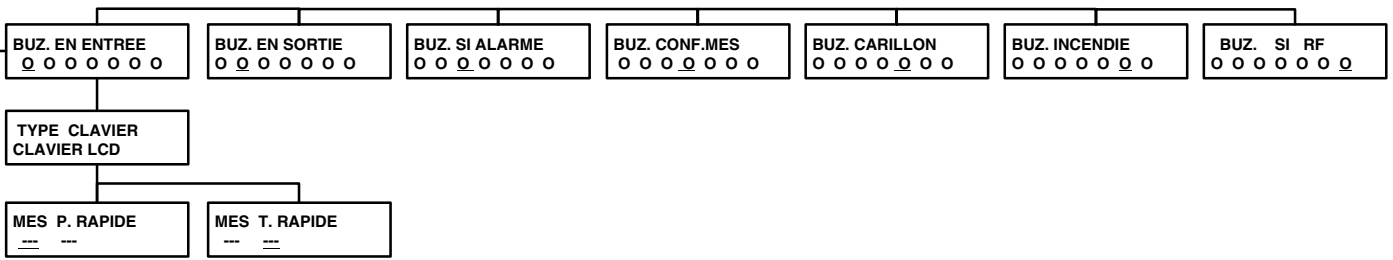 BUZ. EN ENTREE
O O O O O O O
BUZ. EN SORTIE
O O O O O O O
BUZ. SI ALARME
O O O O O O O
BUZ. CONF.MES
O O O O O O O
BUZ. CARILLON
O O O O O O O
BUZ. INCENDIE
O O O O O O O
BUZ. SI RF
O O O O O O O
TYPE CLAVIER
CLAVIER LCD
MES P. RAPIDE
--- ---
MES T. RAPIDE
--- ---